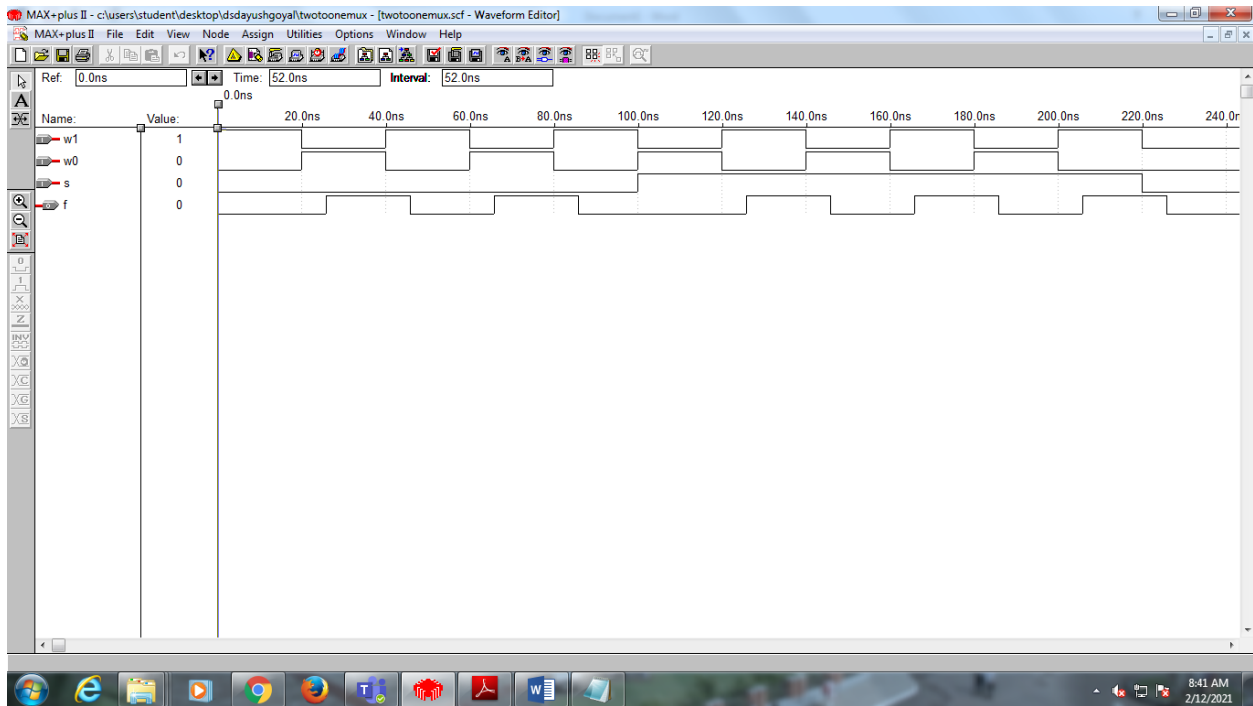 MAX+plus II - c:\users\student\desktop\dsdayushgoyal\twotoonemux - [twotoonemux.scf - Waveform Editor]
MAX+plus II File Edit View Node Assign Utilities Options Window Help
Ref: 0.0ns Time: 52.0ns Interval: 52.0ns
0.0ns
Name: Value: 20.0ns 40.0ns 60.0ns 80.0ns 100.0ns 120.0ns 140.0ns 160.0ns 180.0ns 200.0ns 220.0ns 240.0r
w1 1
w0 0
s 0
f 0
8:41 AM
2/12/2021